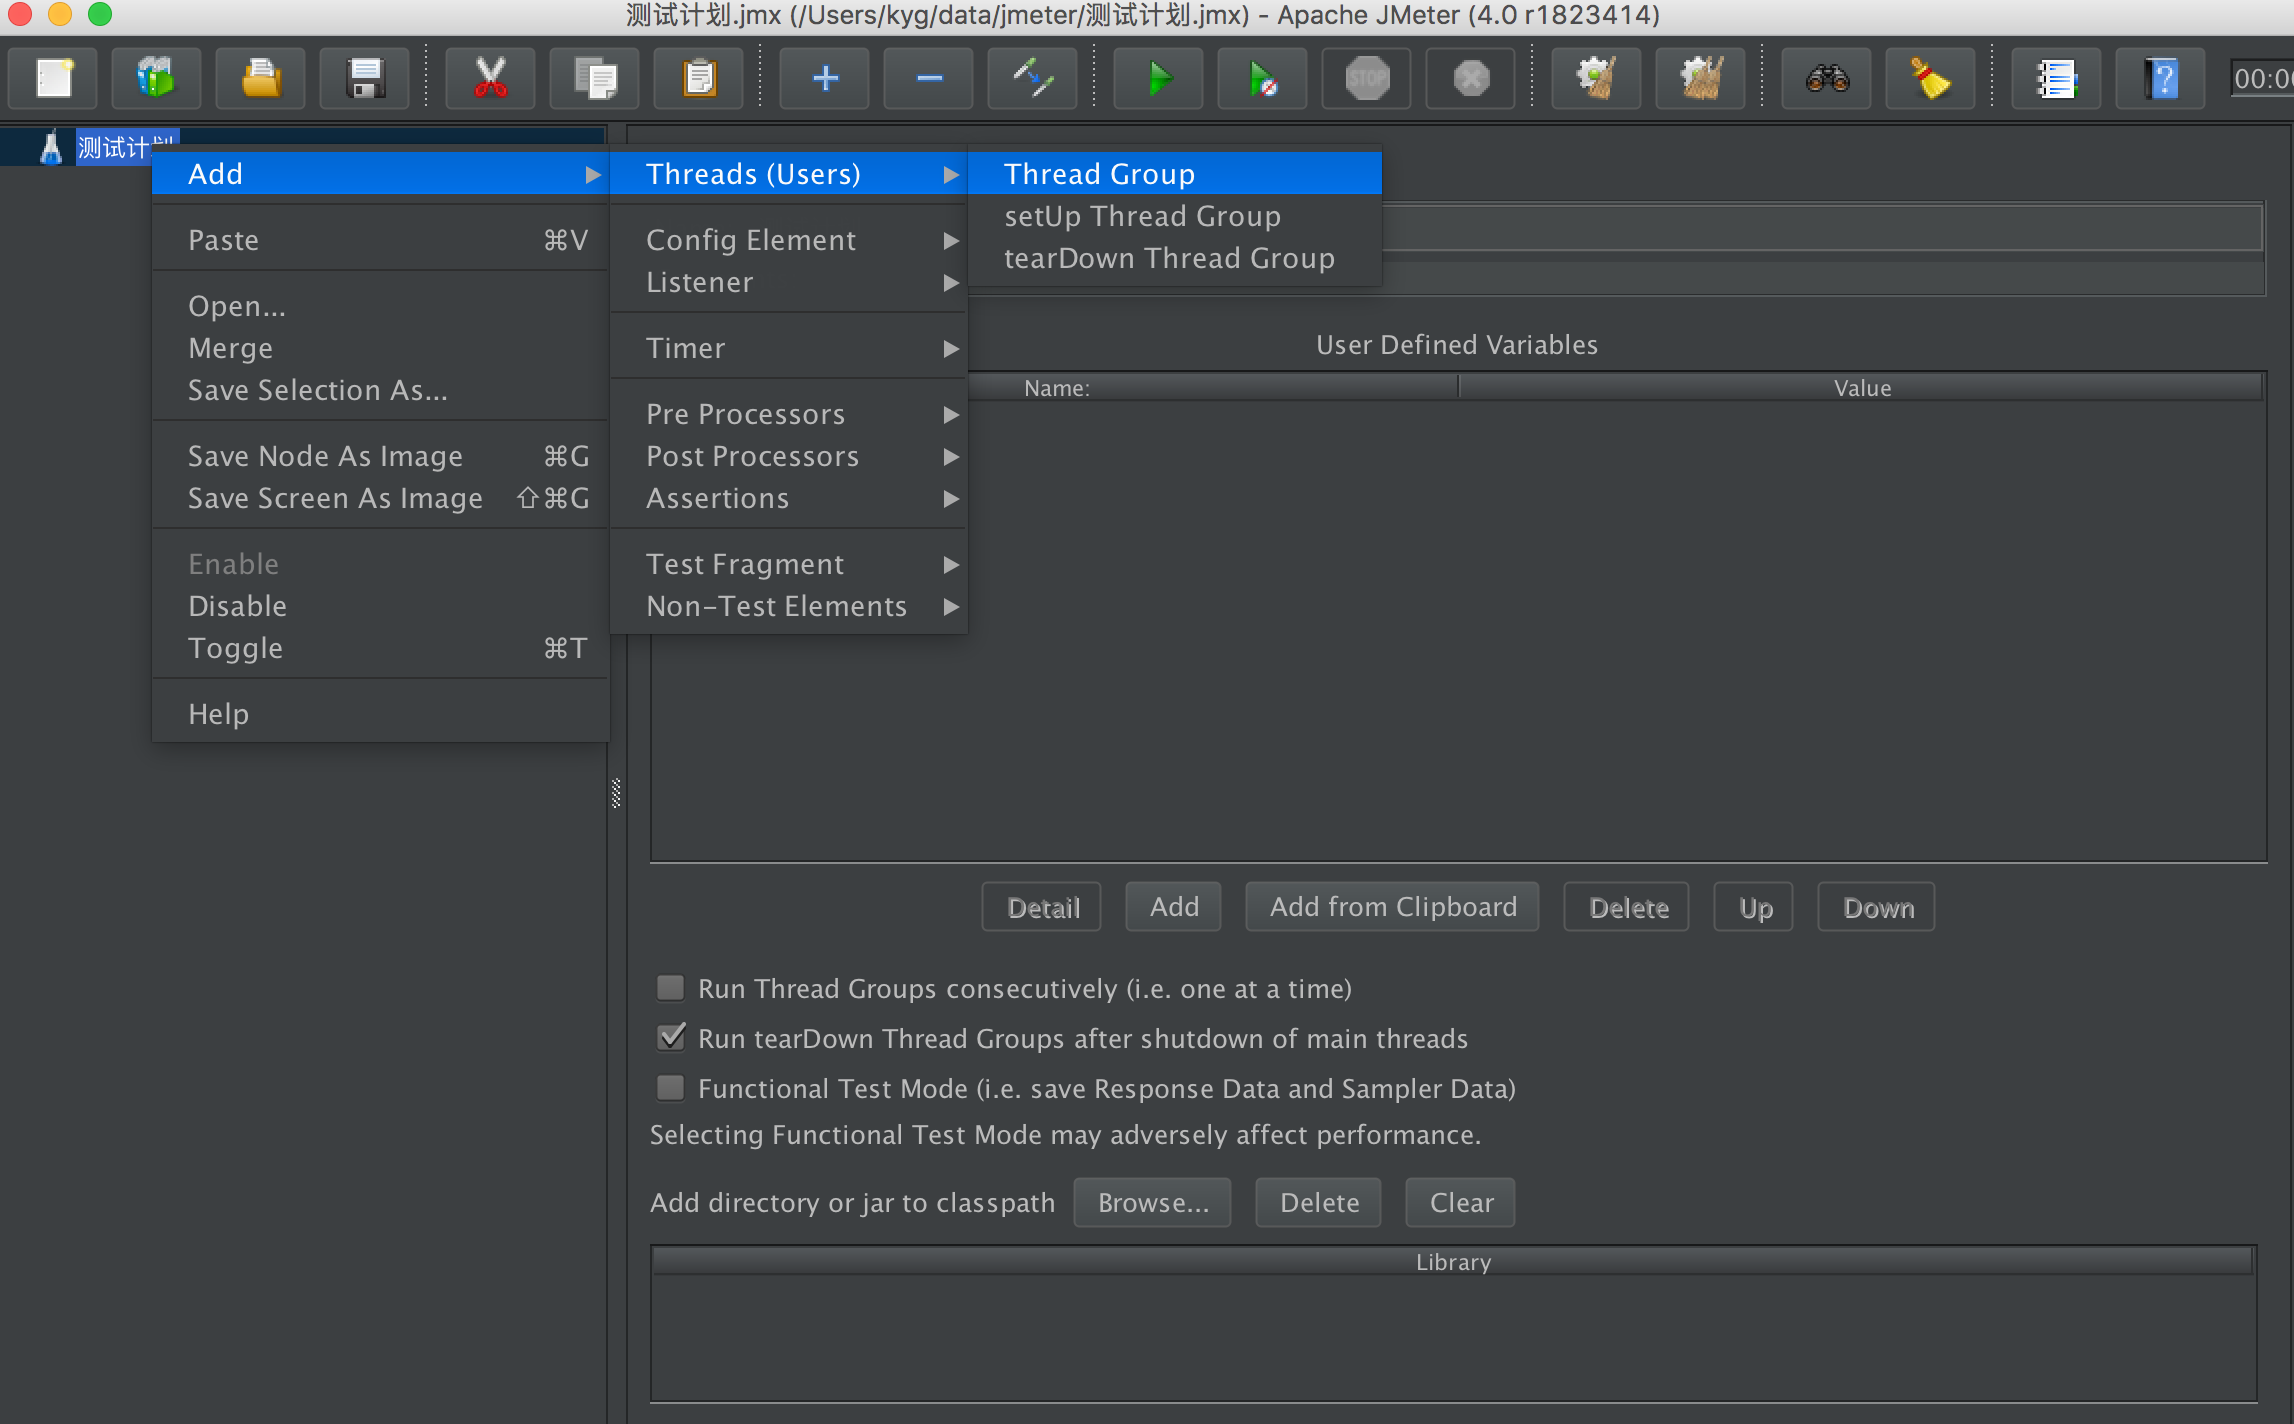 测试计划.jmx (/Users/kyg/data/jmeter/测试计划.jmx) - Apache JMeter (4.0 r1823414)
STOP
?
测试计划
Add
Paste ⌘V
Open...
Merge
Save Selection As...
Save Node As Image ⌘G
Save Screen As Image ⇧⌘G
Enable
Disable
Toggle ⌘T
Help
Threads (Users)
Config Element
Listener
Timer
Pre Processors
Post Processors
Assertions
Test Fragment
Non-Test Elements
Thread Group
setUp Thread Group
tearDown Thread Group
User Defined Variables
Name: Value
Detail Add Add from Clipboard Delete Up Down
Run Thread Groups consecutively (i.e. one at a time)
Run tearDown Thread Groups after shutdown of main threads
Functional Test Mode (i.e. save Response Data and Sampler Data)
Selecting Functional Test Mode may adversely affect performance.
Add directory or jar to classpath Browse... Delete Clear
Library